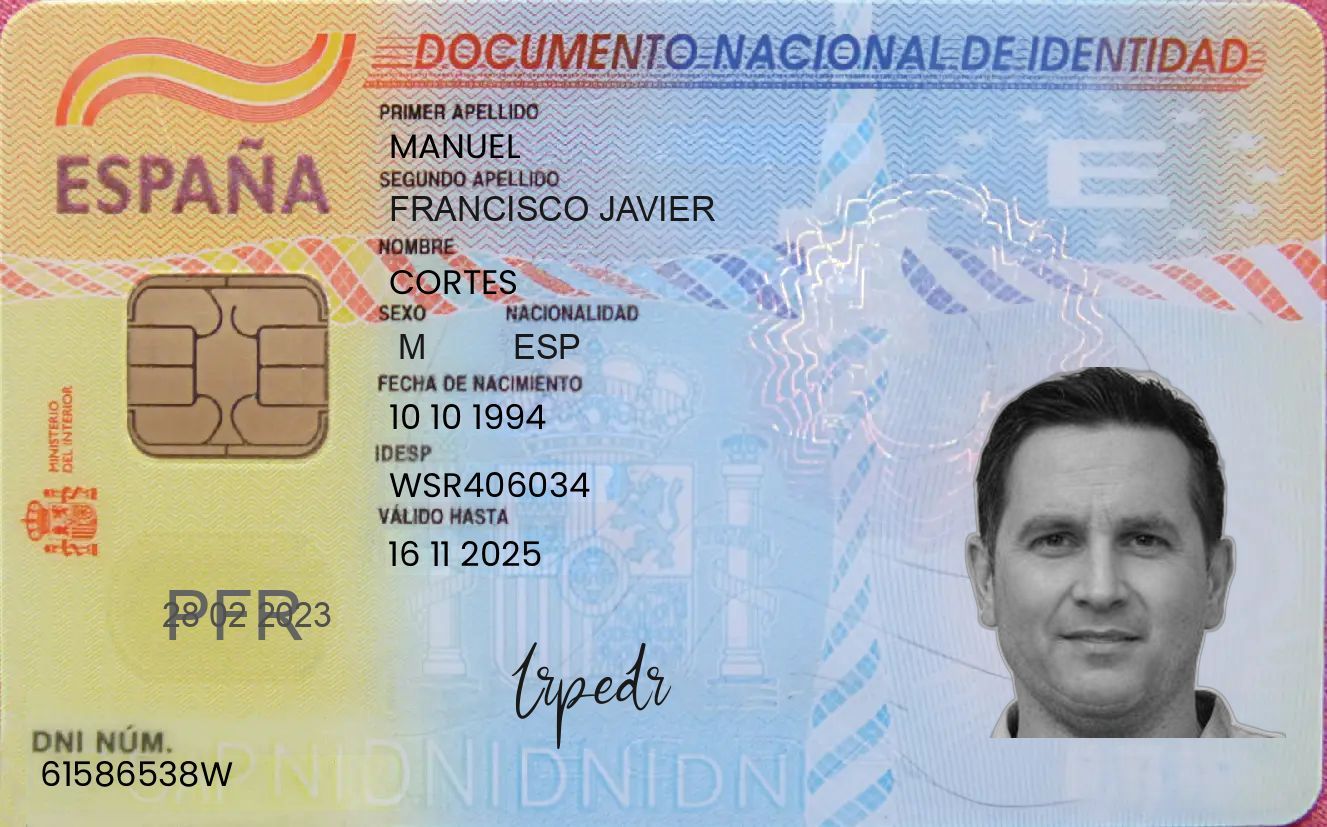 DOCUMENTO NACIONAL DE IDENTIDAD
ESPAÑA
PRIMER APELLIDO
MANUEL
SEGUNDO APELLIDO
FRANCISCO JAVIER
NOMBRE
CORTES
SEXO NACIONALIDAD
M ESP
FECHA DE NACIMIENTO
10 10 1994
IDESP
WSR406034
VÁLIDO HASTA
16 11 2025
MINISTERIO
DEL INTERIOR
E
PFR
28 02 2023
lrpedr
DNI NÚM.
61586538W
DNIDNIDNIDNI